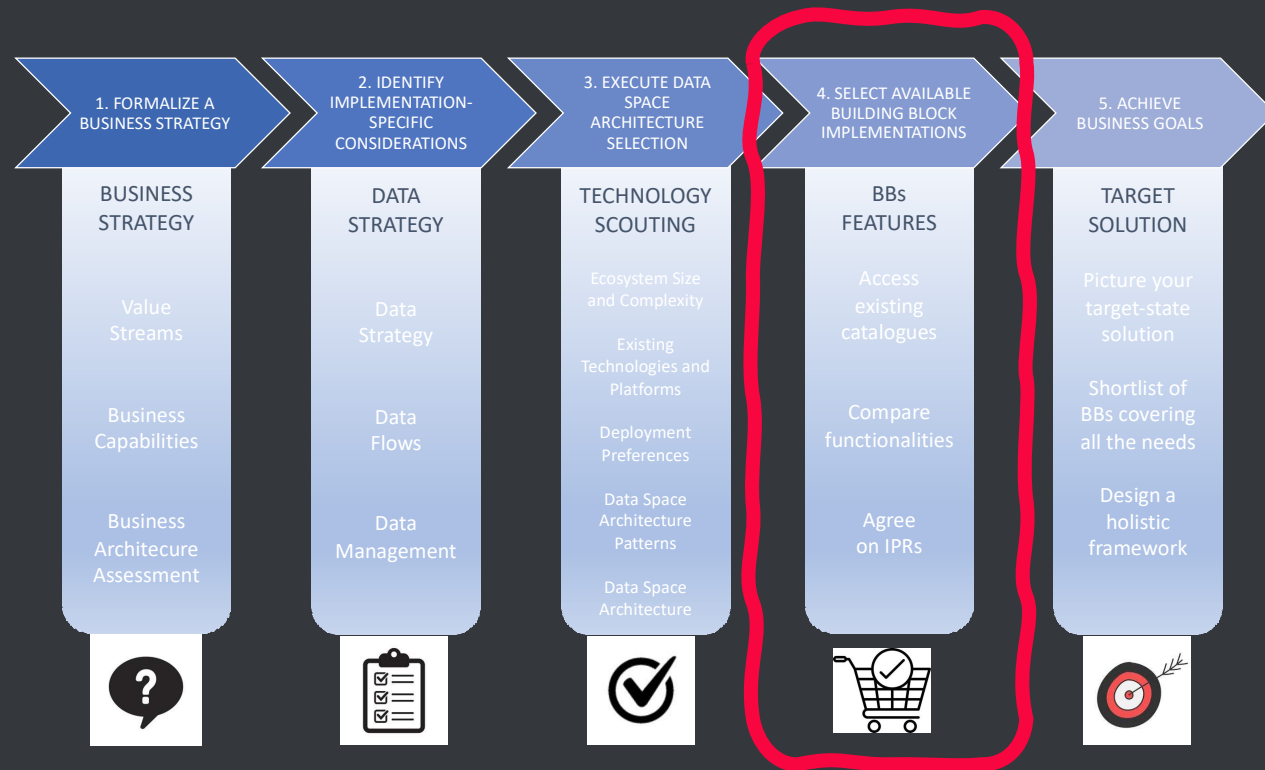 1. FORMALIZE A
BUSINESS STRATEGY
2. IDENTIFY
IMPLEMENTATION-
SPECIFIC
CONSIDERATIONS
3. EXECUTE DATA
SPACE
ARCHITECTURE
SELECTION
4. SELECT AVAILABLE
BUILDING BLOCK
IMPLEMENTATIONS
5. ACHIEVE
BUSINESS GOALS
BUSINESS
STRATEGY
Value
Streams
Business
Capabilities
Business
Architecure
Assessment
DATA
STRATEGY
Data
Strategy
Data
Flows
Data
Management
TECHNOLOGY
SCOUTING
Ecosystem Size
and Complexity
Existing
Technologies and
Platforms
Deployment
Preferences
Data Space
Architecture
Patterns
Data Space
Architecture
BBs
FEATURES
Access
existing
catalogues
Compare
functionalities
Agree
on IPRs
TARGET
SOLUTION
Picture your
target-state
solution
Shortlist of
BBs covering
all the needs
Design a
holistic
framework
?